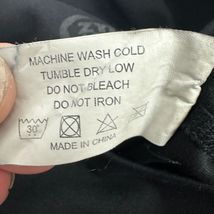 MACHINE WASH COLD
TUMBLE DRY LOW
DO NOT BLEACH
DO NOT IRON
30°
MADE IN CHINA